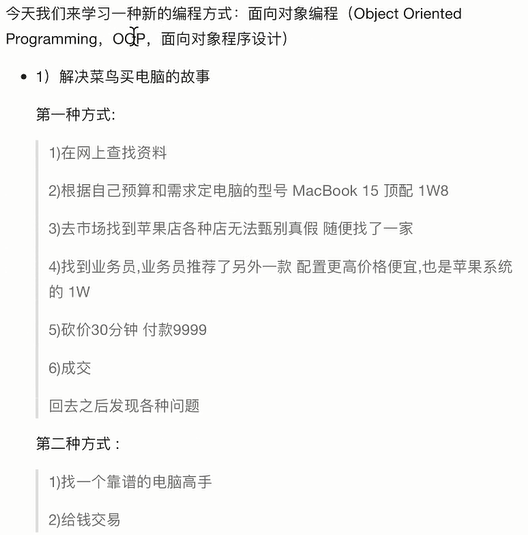 今天我们来学习一种新的编程方式：面向对象编程（Object Oriented
Programming，OOP，面向对象程序设计）
1）解决菜鸟买电脑的故事
第一种方式:
1)在网上查找资料
2)根据自己预算和需求定电脑的型号 MacBook 15 顶配 1W8
3)去市场找到苹果店各种店无法甄别真假 随便找了一家
4)找到业务员,业务员推荐了另外一款 配置更高价格便宜,也是苹果系统
的 1W
5)砍价30分钟 付款9999
6)成交
回去之后发现各种问题
第二种方式 :
1)找一个靠谱的电脑高手
2)给钱交易